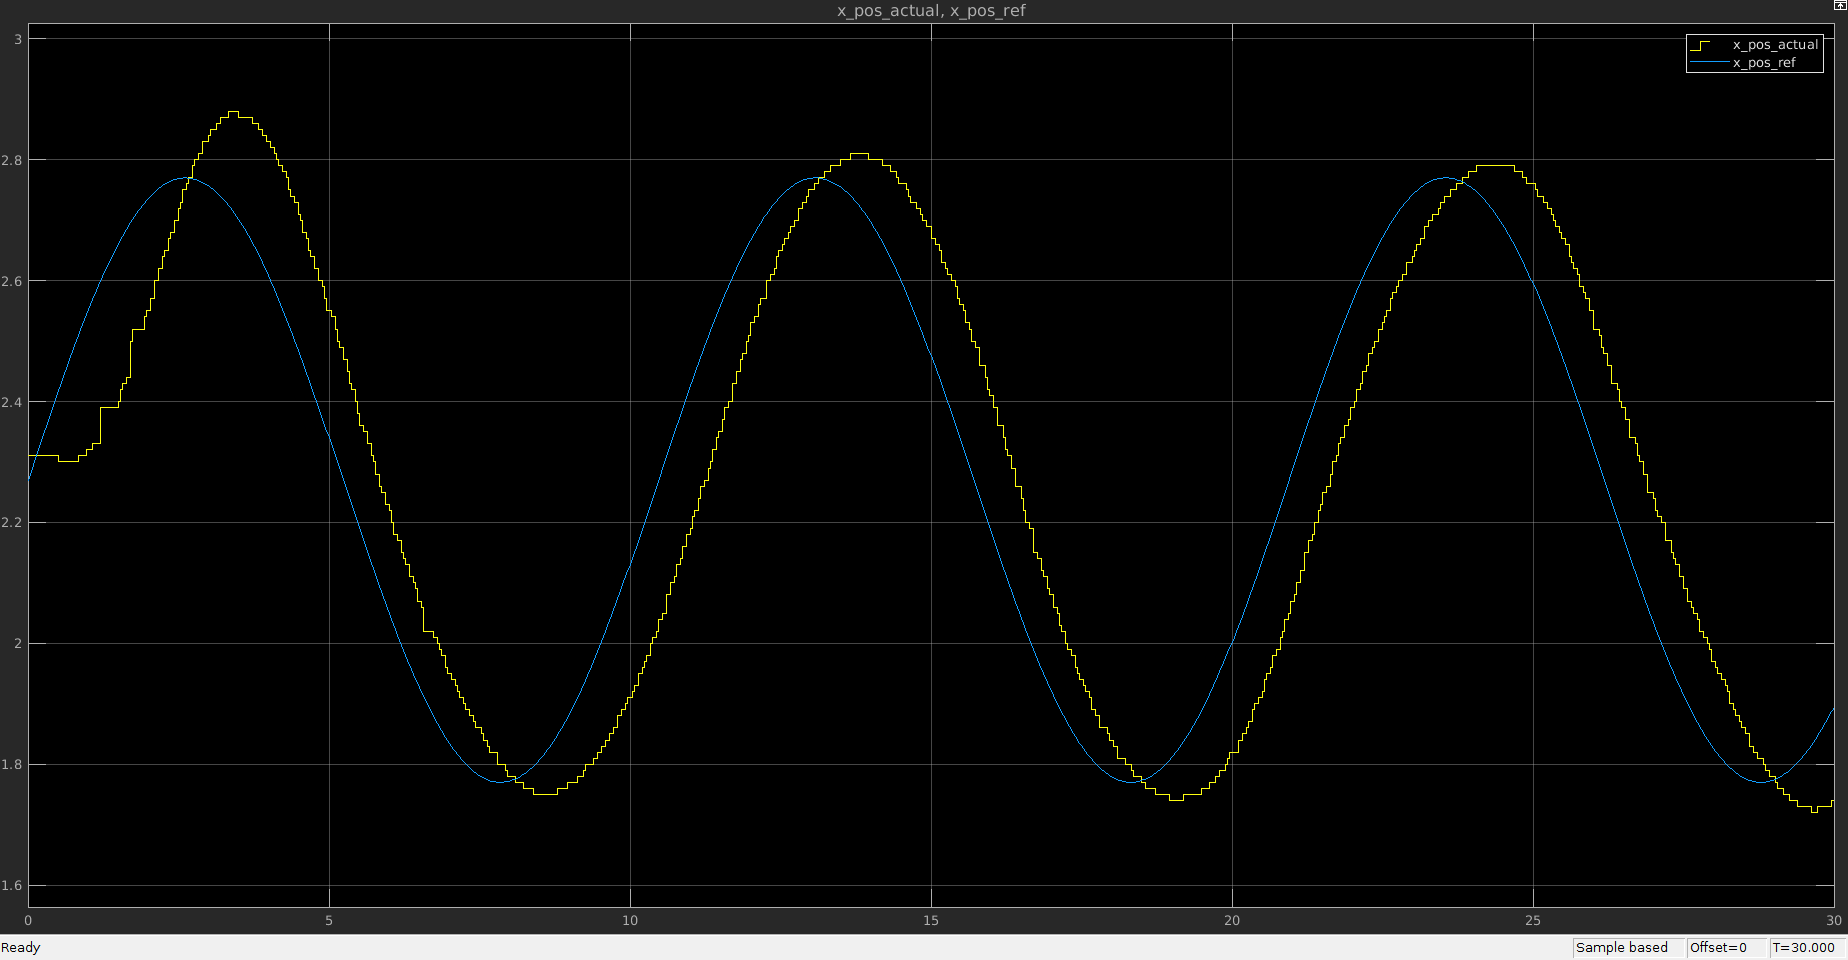 x_pos_actual, x_pos_ref
x_pos_actual
x_pos_ref
3
2.8
2.6
2.4
2.2
2
1.8
1.6
0 5 10 15 20 25 30
Ready Sample based Offset=0 T=30.000